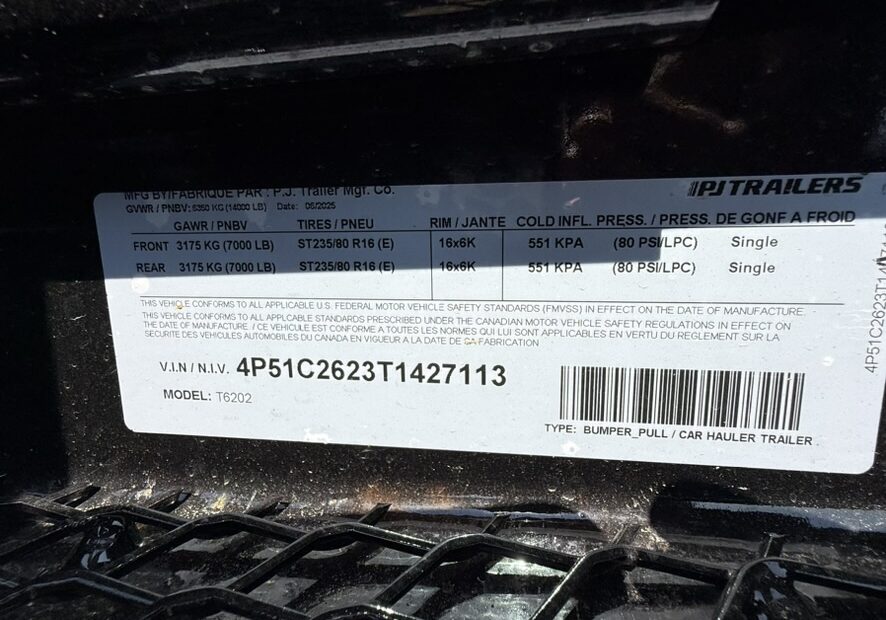 PJ TRAILERS
MFG BY/FABRIQUE PAR : P.J. Trailer Mgf. Co.
GVWR / PNBV: 6350 KG (14000 LB) Date: 06/2025
GAWR / PNBV TIRES / PNEU RIM / JANTE COLD INFL. PRESS. / PRESS. DE GONF A FROID
FRONT 3175 KG (7000 LB) ST235/80 R16 (E) 16x6K 551 KPA (80 PSI/LPC) Single
REAR 3175 KG (7000 LB) ST235/80 R16 (E) 16x6K 551 KPA (80 PSI/LPC) Single
THIS VEHICLE CONFORMS TO ALL APPLICABLE U.S. FEDERAL MOTOR VEHICLE SAFETY STANDARDS (FMVSS) IN EFFECT ON THE DATE OF MANUFACTURE.
THIS VEHICLE CONFORMS TO ALL APPLCABLE STANDARDS PRESCRIBED UNDER THE CANADIAN MOTOR VEHICLE SAFETY REGULATIONS IN EFFECT ON
THE DATE OF MANUFACTURE. / CE VEHICULE EST CONFORME A TOUTES LES NORMES QUI LUI SONT APPLICABLES EN VERTU DU REGLEMENT SUR LA
SECURITE DES VEHICULES AUTOMOBILES DU CANADA EN VIGUEUR A LA DATE DE SA FABRICATION
V.I.N / N.I.V. 4P51C2623T1427113
MODEL: T6202
TYPE: BUMPER_PULL / CAR HAULER TRAILER
4P51C2623T1427113